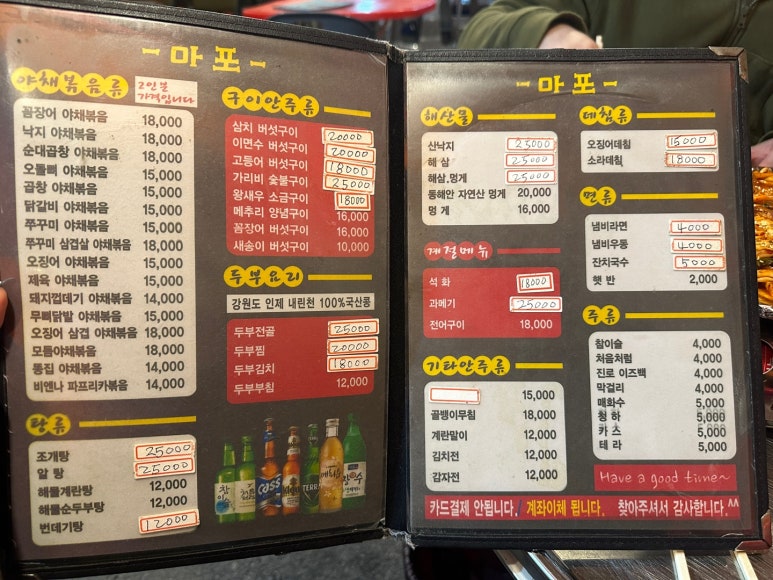 - 마포 -
야채볶음류
2인분
가격입니다
꼼장어 야채볶음 18,000
낙지 야채볶음 18,000
순대곱창 야채볶음 18,000
오돌뼈 야채볶음 15,000
곱창 야채볶음 15,000
닭갈비 야채볶음 15,000
쭈꾸미 야채볶음 15,000
쭈꾸미 삼겹살 야채볶음 18,000
오징어 야채볶음 15,000
제육 야채볶음 15,000
돼지껍데기 야채볶음 14,000
무뼈닭발 야채볶음 15,000
오징어 삼겹 야채볶음 18,000
모듬야채볶음 18,000
똥집 야채볶음 14,000
비엔나 파프리카볶음 14,000
탕류
조개탕 25000
알 탕 25000
해물계란탕 12,000
해물순두부탕 12,000
번데기탕 12000
구이안주류
삼치 버섯구이 20000
이면수 버섯구이 20000
고등어 버섯구이 18000
가리비 숯불구이 25000
왕새우 소금구이 18000
메추리 양념구이 16,000
꼼장어 버섯구이 16,000
새송이 버섯구이 10,000
두부요리
강원도 인제 내린천 100%국산콩
두부전골 25000
두부찜 20000
두부김치 18000
두부부침 12,000
CASS
TERRA
- 마포 -
해산물
산낙지 25000
해 삼 25000
해삼,멍게 25000
동해안 자연산 멍게 20,000
멍 게 16,000
계절메뉴
석 화 18000
과메기 25000
전어구이 18,000
기타안주류
15,000
골뱅이무침 18,000
계란말이 12,000
김치전 12,000
감자전 12,000
데침류
오징어데침 15000
소라데침 18000
면류
냄비라면 4000
냄비우동 4000
잔치국수 5000
햇 반 2,000
주류
참이슬 4,000
처음처럼 4,000
진로 이즈백 4,000
막걸리 4,000
매화수 5,000
청 하 5,000
카 스 5,000
테 라 5,000
Have a good time~
카드결제 안됩니다. 계좌이체 됩니다. 찾아주셔서 감사합니다.^^